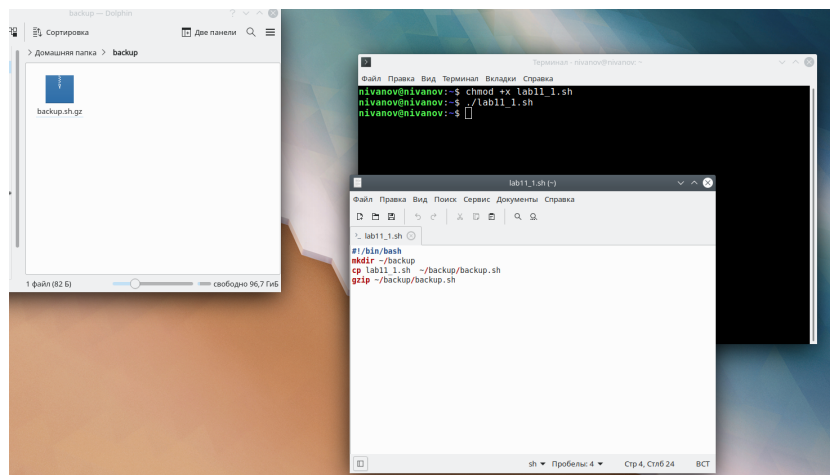 backup — Dolphin
Сортировка
Две панели
> Домашняя папка > backup
backup.sh.gz
1 файл (82 Б)
свободно 96,7 ГиБ
Терминал - nivanov@nivanov: ~
Файл Правка Вид Терминал Вкладки Справка
nivanov@nivanov:~$ chmod +x lab11_1.sh
nivanov@nivanov:~$ ./lab11_1.sh
nivanov@nivanov:~$
lab11_1.sh (~)
Файл Правка Вид Поиск Сервис Документы Справка
lab11_1.sh
#!/bin/bash
mkdir ~/backup
cp lab11_1.sh ~/backup/backup.sh
gzip ~/backup/backup.sh
sh Пробелы: 4 Стр 4, Стлб 24 ВСТ